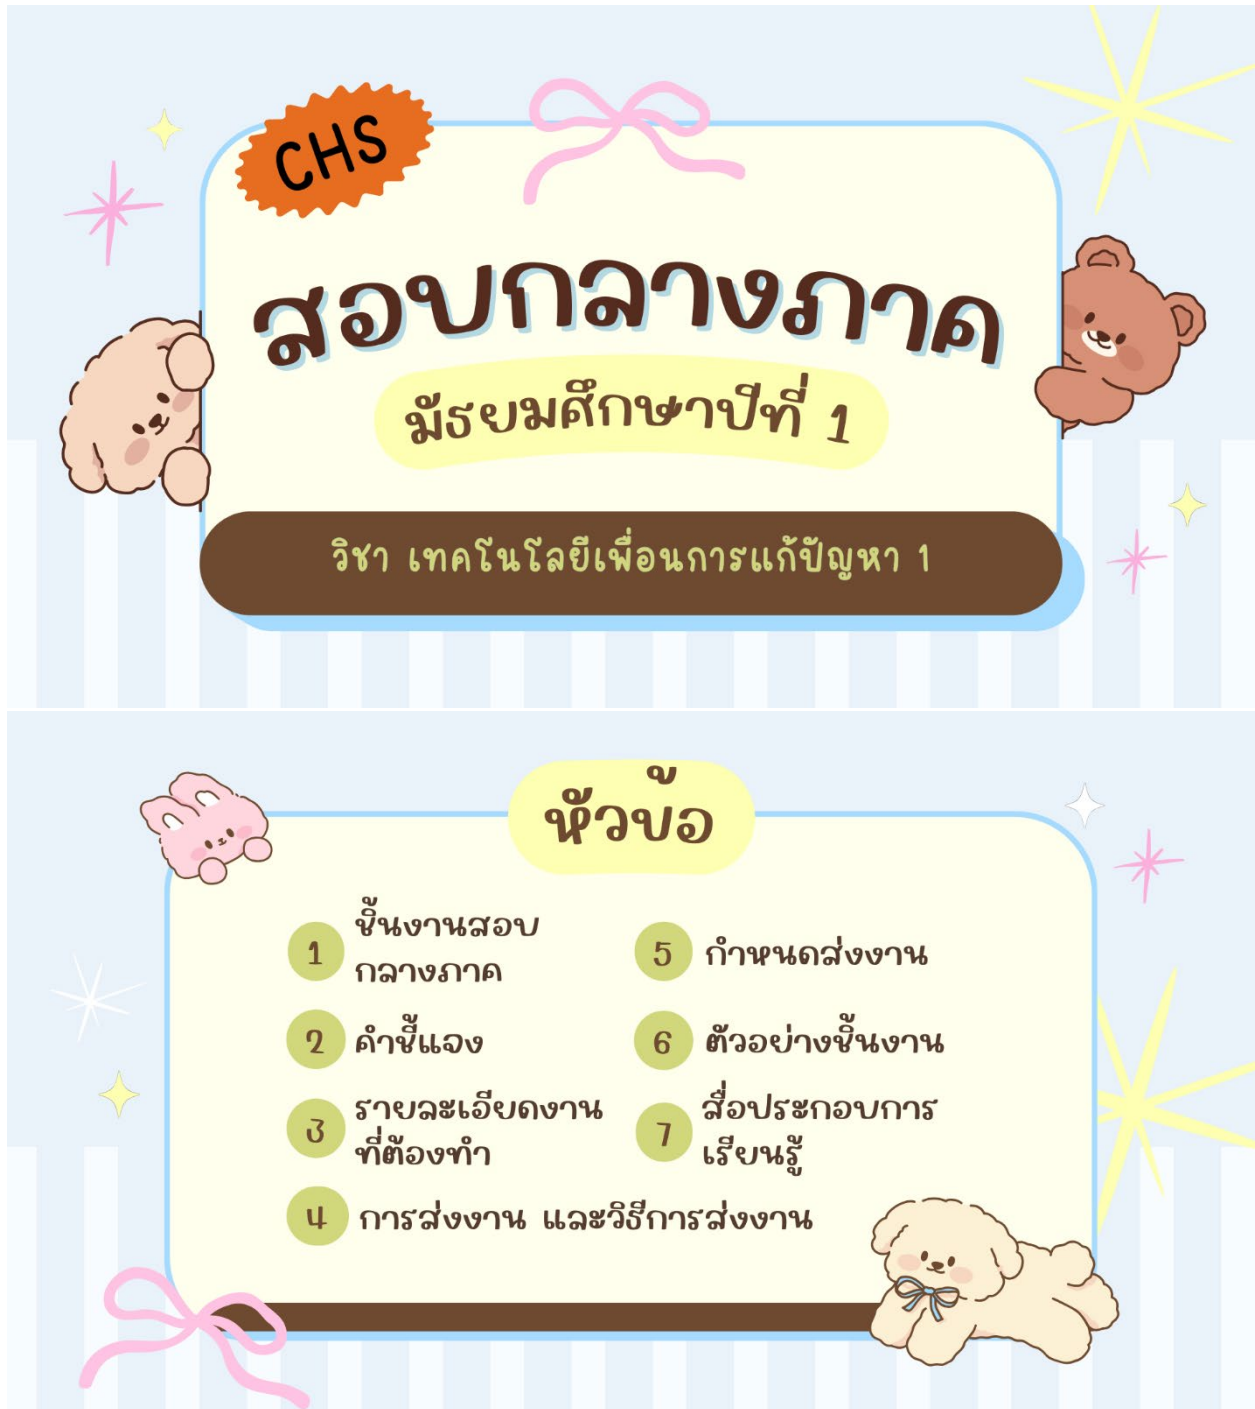 CHS
สอบกลางภาค
มัธยมศึกษาปีที่ 1
วิชา เทคโนโลยีเพื่อนการแก้ปัญหา 1
หัวข้อ
1 ชิ้นงานสอบ
กลางภาค
2 คำชี้แจง
3 รายละเอียดงาน
ที่ต้องทำ
4 การส่งงาน และวิธีการส่งงาน
5 กำหนดส่งงาน
6 ตัวอย่างชิ้นงาน
7 สื่อประกอบการ
เรียนรู้